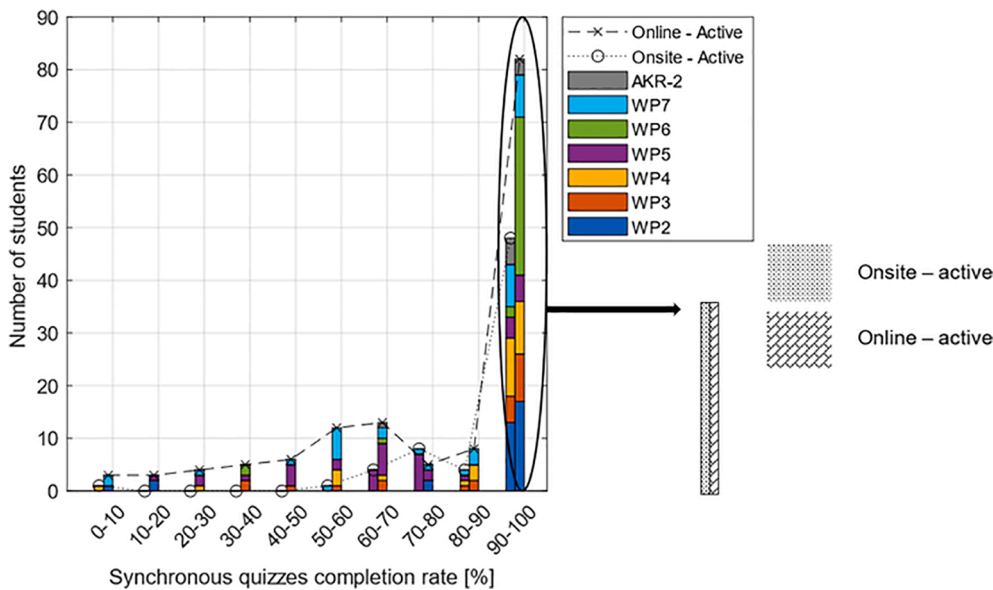 90
80
70
60
50
40
30
20
10
0
Number of students
0-10
10-20
20-30
30-40
40-50
50-60
60-70
70-80
80-90
90-100
Synchronous quizzes completion rate [%]
Online - Active
Onsite - Active
AKR-2
WP7
WP6
WP5
WP4
WP3
WP2
Onsite – active
Online – active